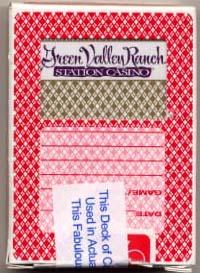 Green Valley Ranch
STATION CASINO
DATE
GAME
This Deck of C
Used in Actua
This Fabulou